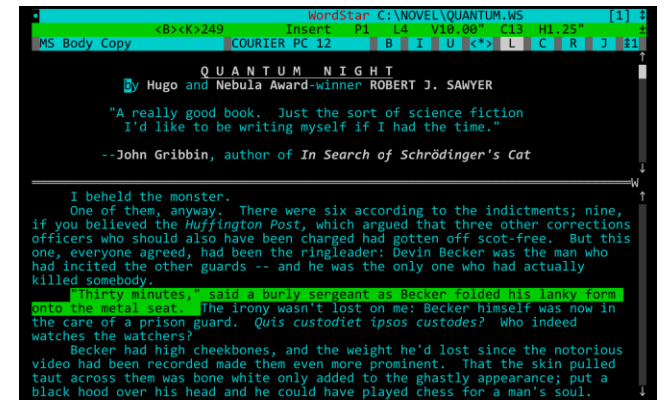 WordStar C:\NOVEL\QUANTUM.WS [1] ↕
<B><K>249 Insert P1 L4 V10.00" C13 H1.25" ±
MS Body Copy COURIER PC 12 B I U <*> L C R J ‡1
Q U A N T U M   N I G H T
by Hugo and Nebula Award-winner ROBERT J. SAWYER
"A really good book.  Just the sort of science fiction
I'd like to be writing myself if I had the time."
--John Gribbin, author of In Search of Schrödinger's Cat
W
I beheld the monster.
One of them, anyway.  There were six according to the indictments; nine,
if you believed the Huffington Post, which argued that three other corrections
officers who should also have been charged had gotten off scot-free.  But this
one, everyone agreed, had been the ringleader: Devin Becker was the man who
had incited the other guards -- and he was the only one who had actually
killed somebody.
"Thirty minutes," said a burly sergeant as Becker folded his lanky form
onto the metal seat.  The irony wasn't lost on me: Becker himself was now in
the care of a prison guard.  Quis custodiet ipsos custodes?  Who indeed
watches the watchers?
Becker had high cheekbones, and the weight he'd lost since the notorious
video had been recorded made them even more prominent.  That the skin pulled
taut across them was bone white only added to the ghastly appearance; put a
black hood over his head and he could have played chess for a man's soul.